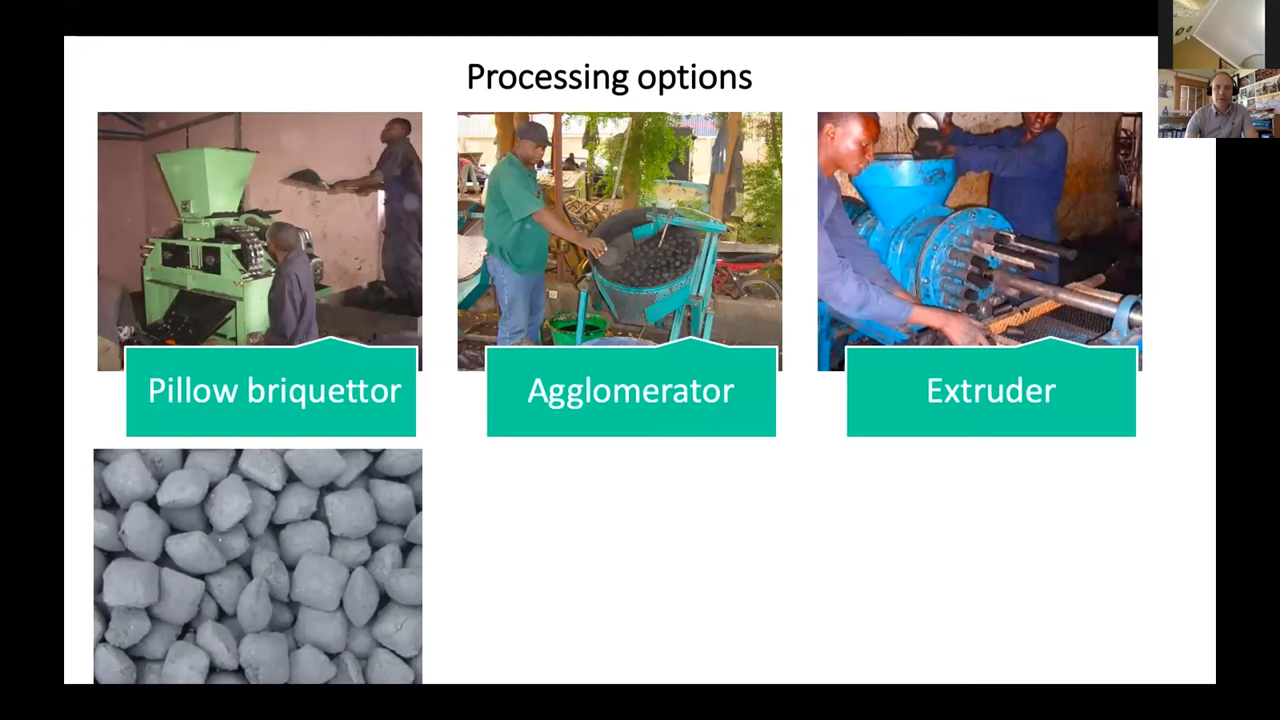 Processing options
Pillow briquettor
Agglomerator
Extruder